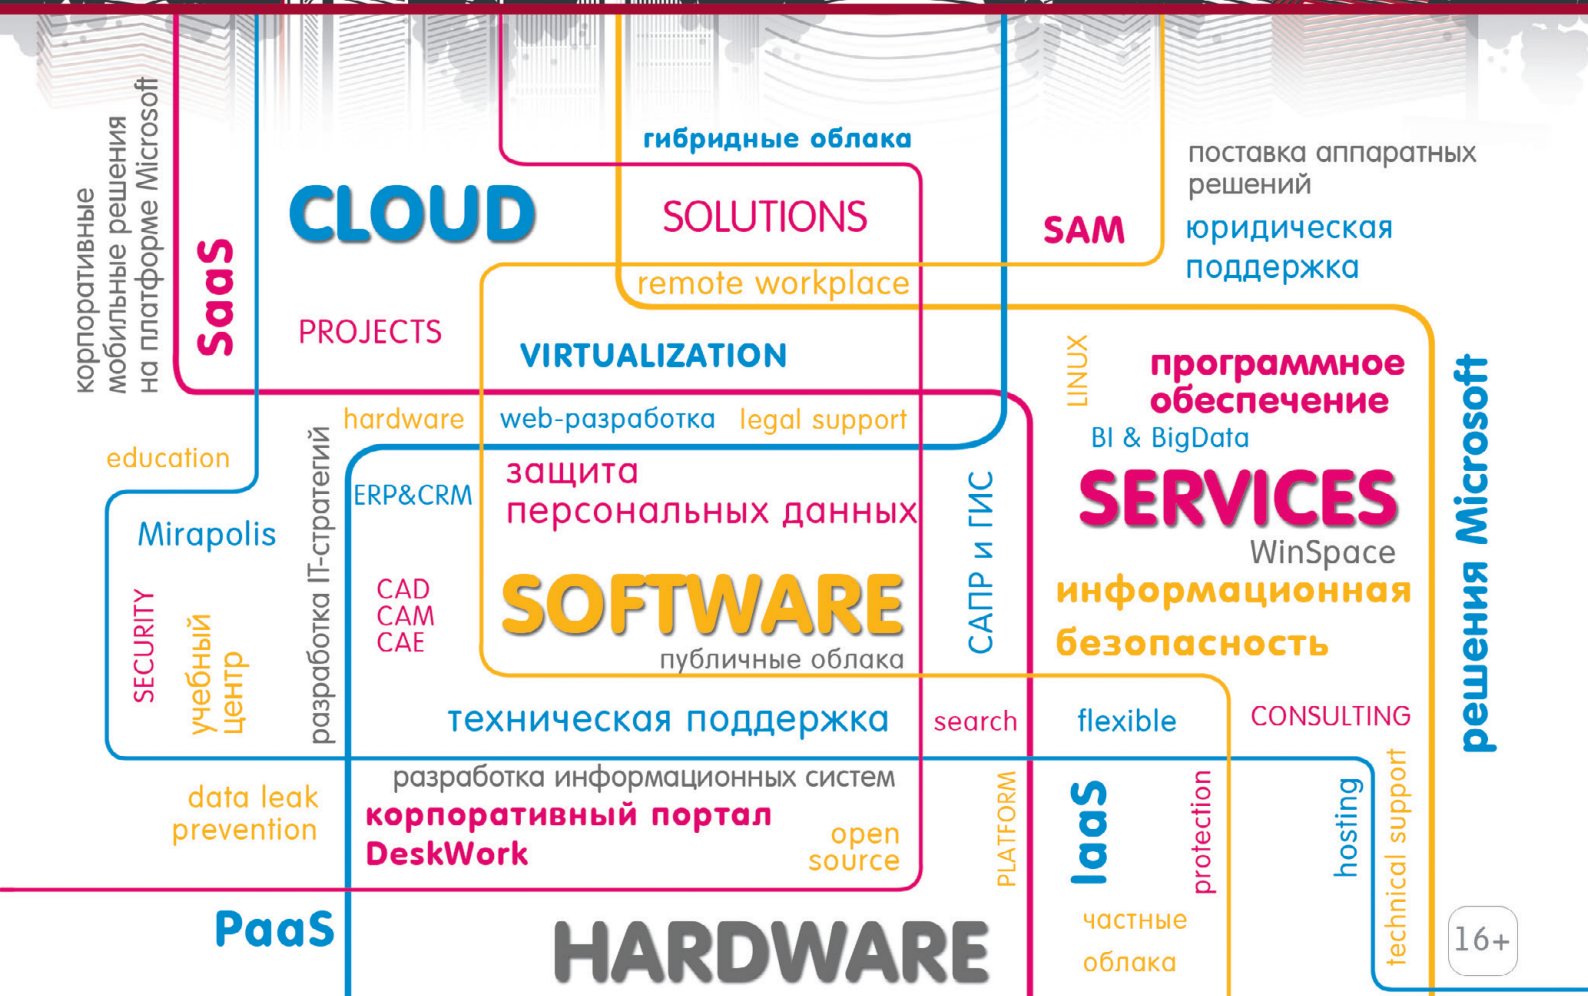 гибридные облака
поставка аппаратных
решений
корпоративные
мобильные решения
на платформе Microsoft
SaaS
CLOUD
SOLUTIONS
SAM
юридическая
поддержка
remote workplace
PROJECTS
VIRTUALIZATION
LINUX
программное
обеспечение
решения Microsoft
hardware
web-разработка
legal support
BI & BigData
education
разработка IT-стратегий
ERP&CRM
защита
персональных данных
САПР и ГИС
SERVICES
WinSpace
Mirapolis
SECURITY
учебный
центр
CAD
CAM
CAE
SOFTWARE
публичные облака
информационная
безопасность
техническая поддержка
search
flexible
CONSULTING
разработка информационных систем
data leak
prevention
корпоративный портал
DeskWork
open
source
PLATFORM
IaaS
protection
hosting
technical support
PaaS
HARDWARE
частные
облака
16+